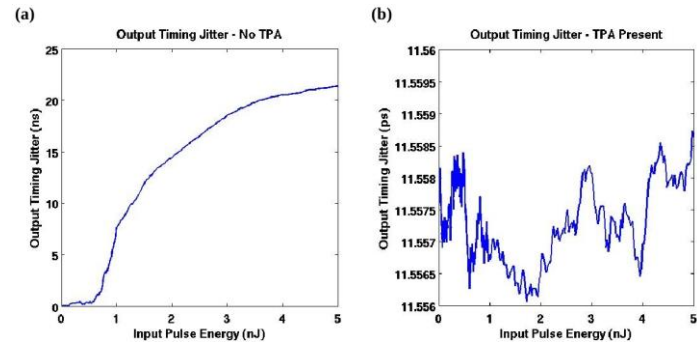 (a)
Output Timing Jitter - No TPA
25
20
15
10
5
0
0 1 2 3 4 5
Output Timing Jitter (ns)
Input Pulse Energy (nJ)
(b)
Output Timing Jitter - TPA Present
11.56
11.5595
11.559
11.5585
11.558
11.5575
11.557
11.5565
11.556
0 1 2 3 4 5
Output Timing Jitter (ps)
Input Pulse Energy (nJ)